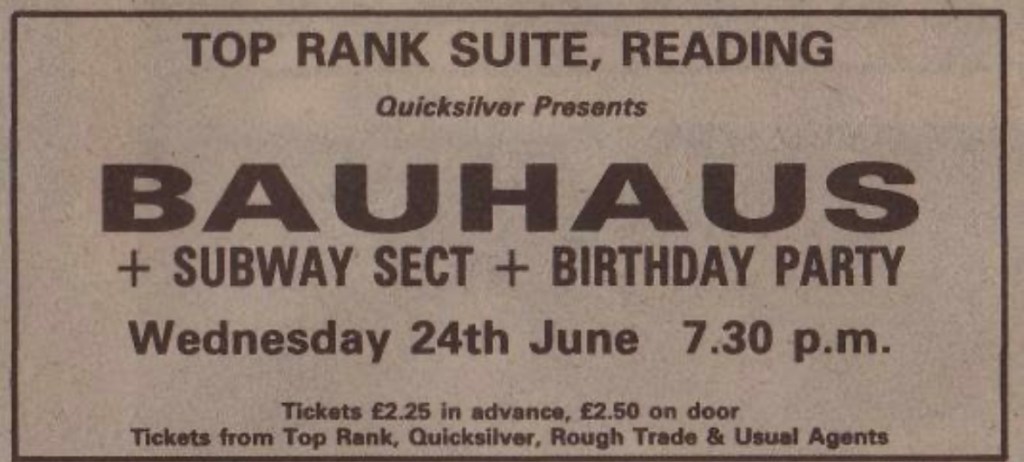 TOP RANK SUITE, READING
Quicksilver Presents
BAUHAUS
+ SUBWAY SECT + BIRTHDAY PARTY
Wednesday 24th June 7.30 p.m.
Tickets £2.25 in advance, £2.50 on door
Tickets from Top Rank, Quicksilver, Rough Trade & Usual Agents